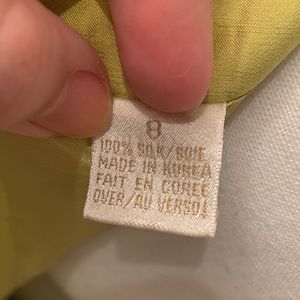 8
100% SILK/SOIE
MADE IN KOREA
FAIT EN COREE
OVER/AU VERSO!